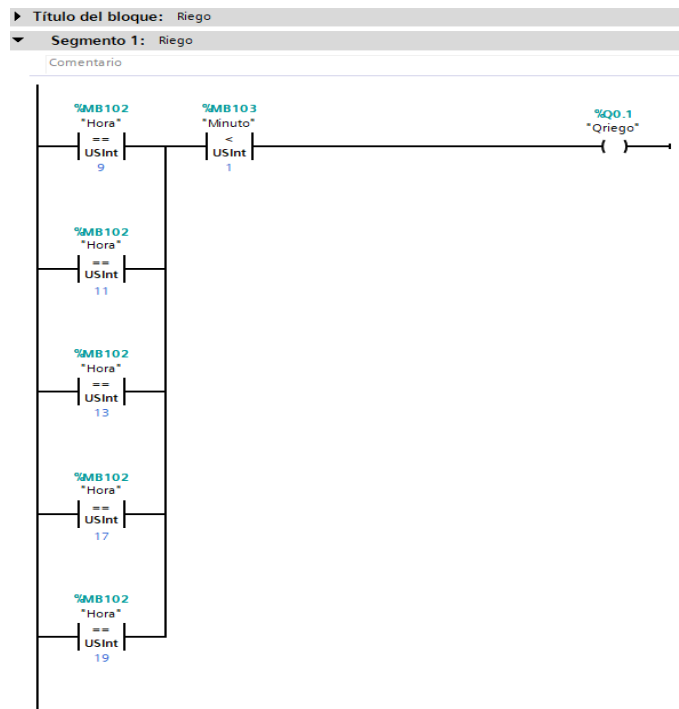 Título del bloque: Riego
Segmento 1: Riego
Comentario
%MB102 %MB103 %Q0.1
"Hora" "Minuto" "Qriego"
== < ( )
USInt USInt
9 1
%MB102
"Hora"
==
USInt
11
%MB102
"Hora"
==
USInt
13
%MB102
"Hora"
==
USInt
17
%MB102
"Hora"
==
USInt
19